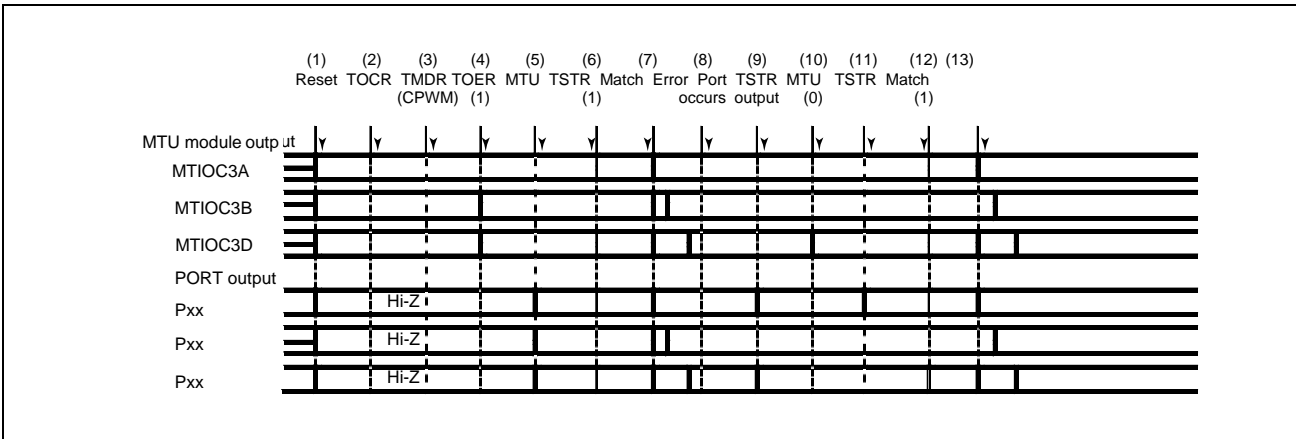 (1) (2) (3) (4) (5) (6) (7) (8) (9) (10) (11) (12) (13)
Reset TOCR TMDR TOER MTU TSTR Match Error Port TSTR MTU TSTR Match
(CPWM) (1) (1) occurs output (0) (1)
MTU module output
MTIOC3A
MTIOC3B
MTIOC3D
PORT output
Pxx Hi-Z
Pxx Hi-Z
Pxx Hi-Z